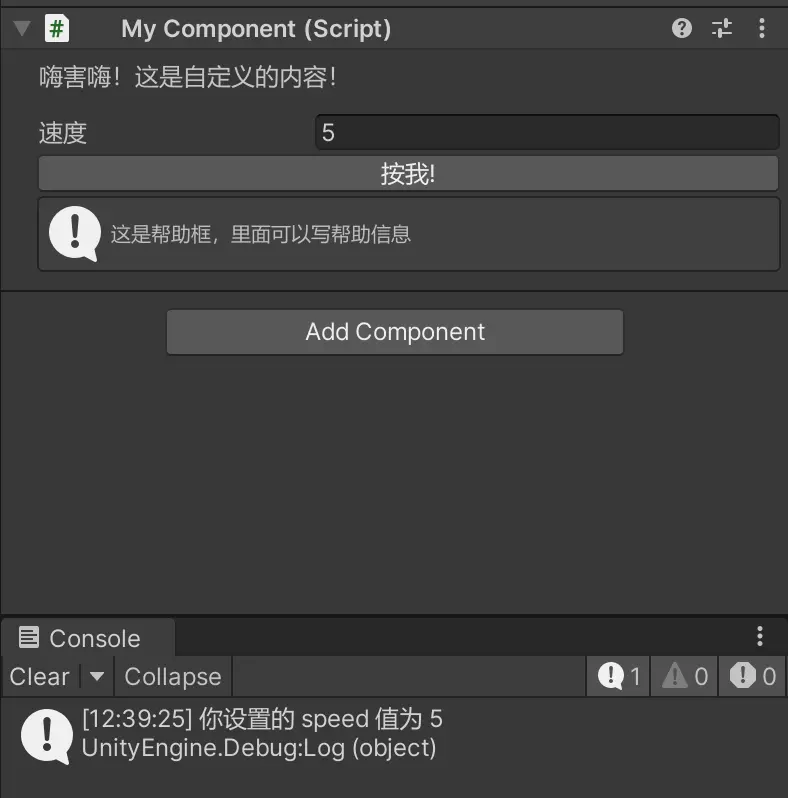 # My Component (Script)
嗨害嗨！这是自定义的内容！
速度 5
按我!
这是帮助框，里面可以写帮助信息
Add Component
Console
Clear Collapse 1 0 0
[12:39:25] 你设置的 speed 值为 5
UnityEngine.Debug:Log (object)